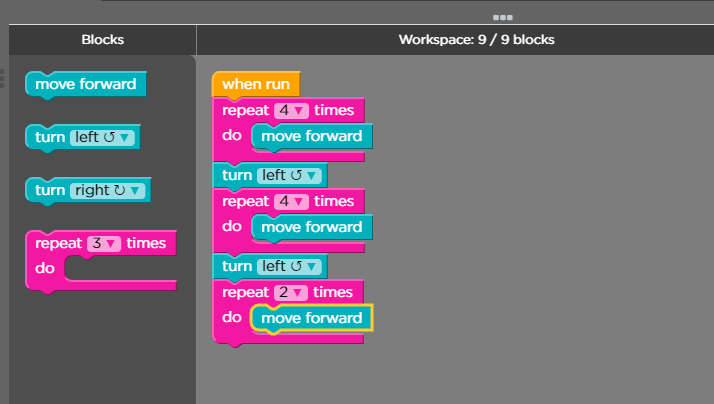 Blocks
Workspace: 9 / 9 blocks
move forward
turn left ↺ ▼
turn right ↻ ▼
repeat 3 ▼ times
do
when run
repeat 4 ▼ times
do move forward
turn left ↺ ▼
repeat 4 ▼ times
do move forward
turn left ↺ ▼
repeat 2 ▼ times
do move forward